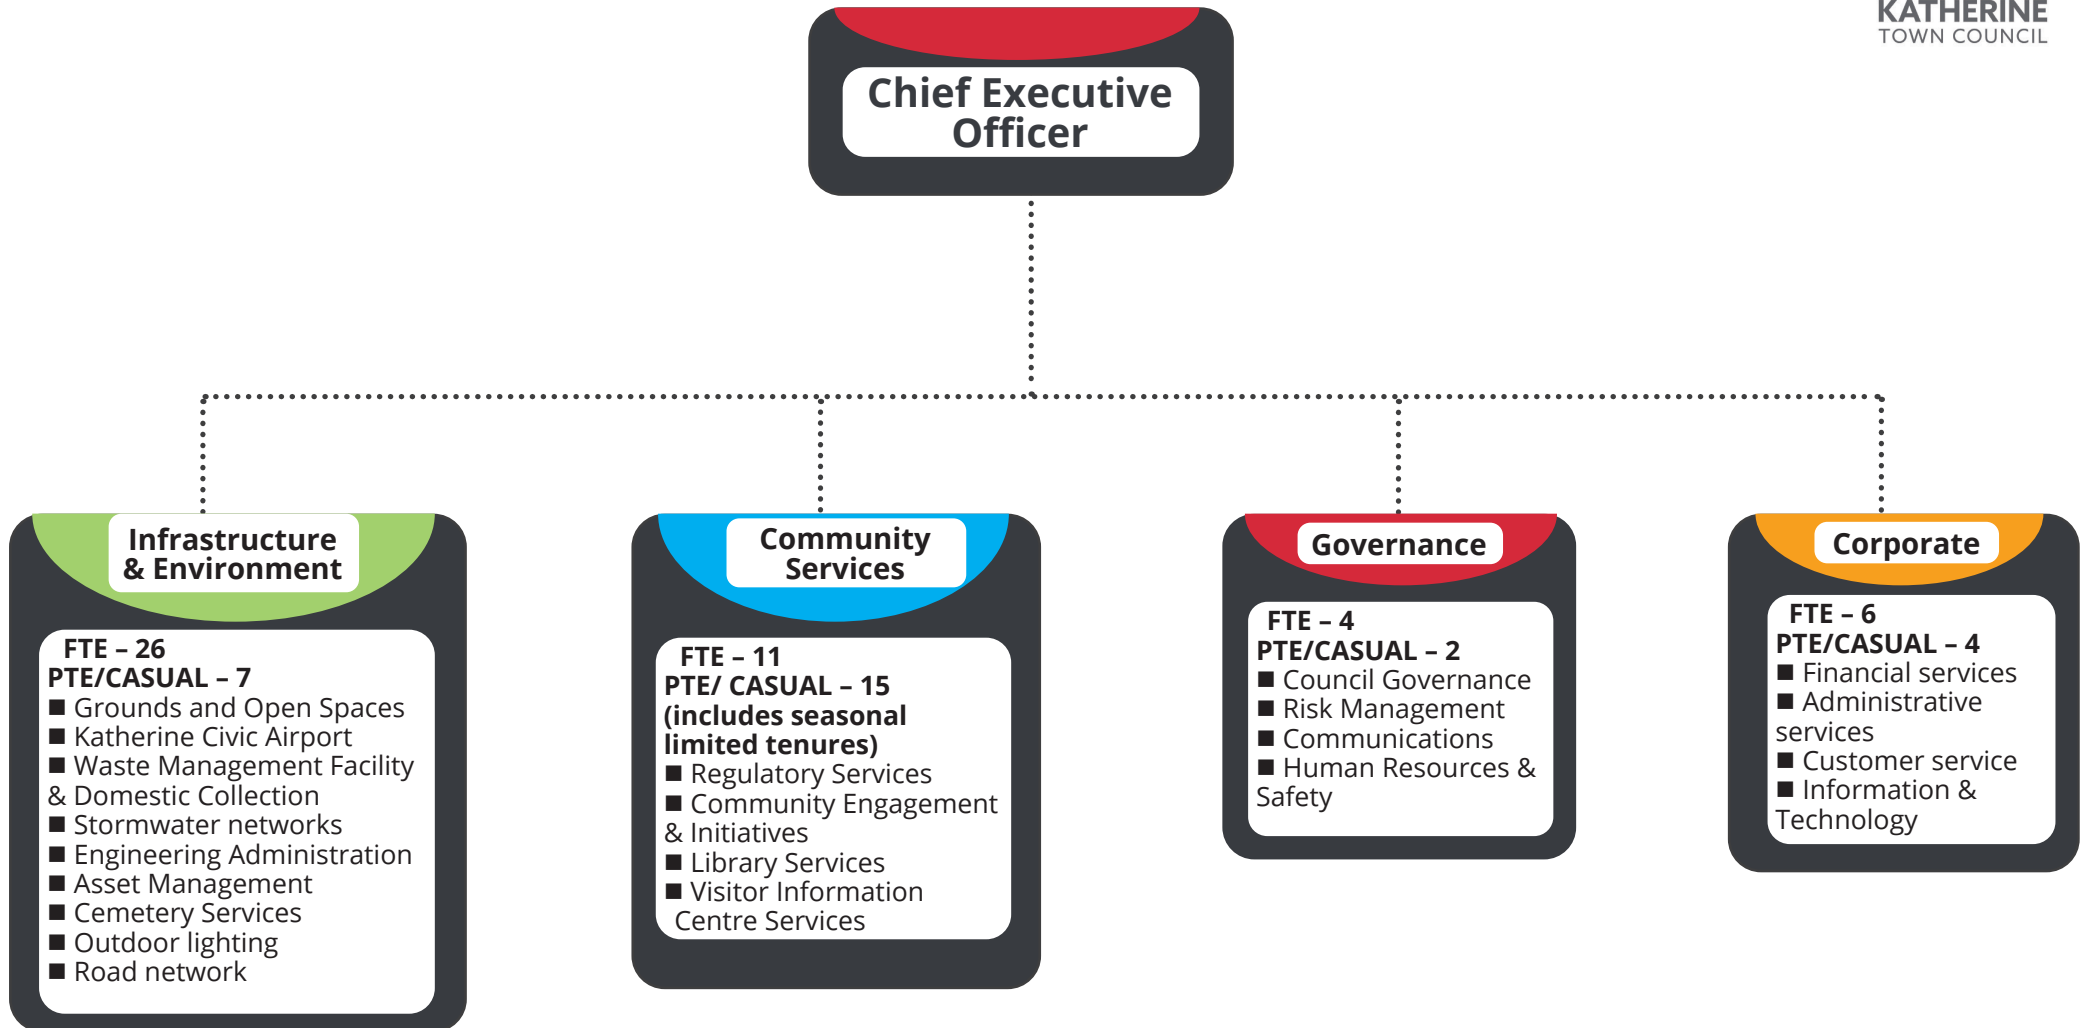 KATHERINE
TOWN COUNCIL
Chief Executive
Officer
Infrastructure
& Environment
FTE – 26
PTE/CASUAL – 7
■ Grounds and Open Spaces
■ Katherine Civic Airport
■ Waste Management Facility
& Domestic Collection
■ Stormwater networks
■ Engineering Administration
■ Asset Management
■ Cemetery Services
■ Outdoor lighting
■ Road network
Community
Services
FTE – 11
PTE/ CASUAL – 15
(includes seasonal
limited tenures)
■ Regulatory Services
■ Community Engagement
& Initiatives
■ Library Services
■ Visitor Information
Centre Services
Governance
FTE – 4
PTE/CASUAL – 2
■ Council Governance
■ Risk Management
■ Communications
■ Human Resources &
Safety
Corporate
FTE – 6
PTE/CASUAL – 4
■ Financial services
■ Administrative
services
■ Customer service
■ Information &
Technology